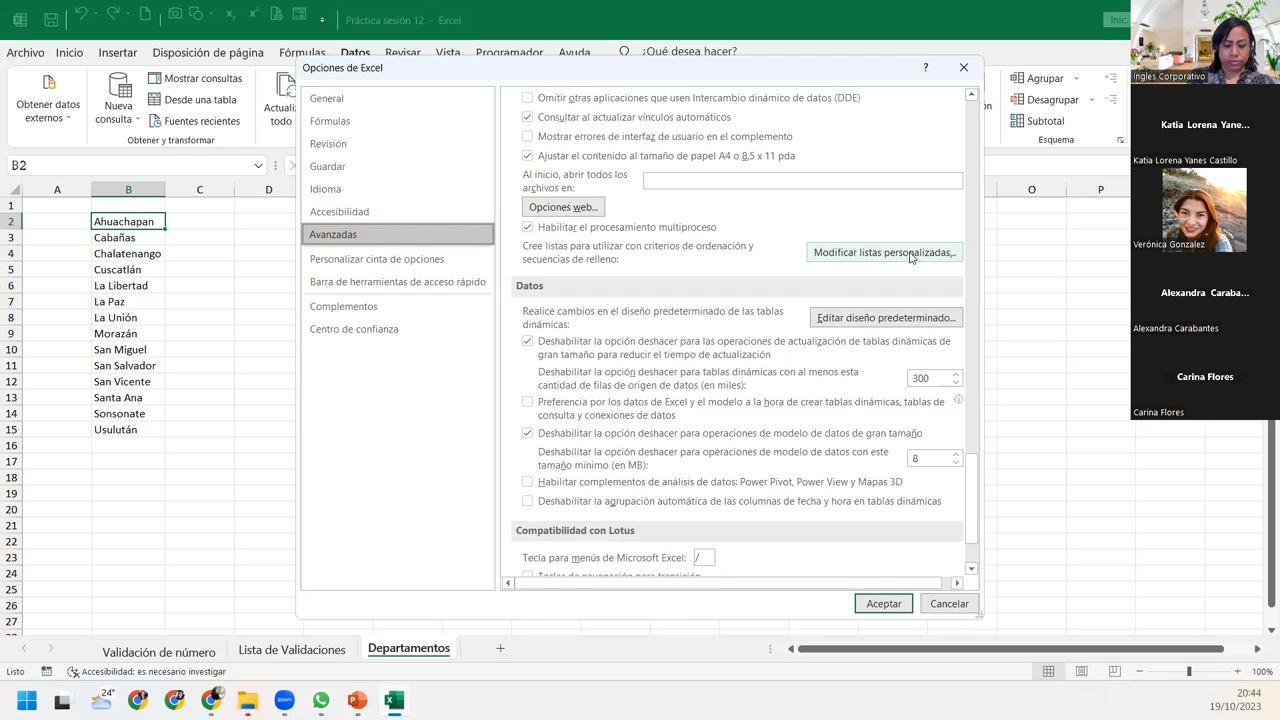 Práctica sesión 12 - Excel
Inic.
Archivo Inicio Insertar Disposición de página Fórmulas Datos Revisar Vista Programador Ayuda ¿Qué desea hacer?
Obtener datos externos
Nueva consulta
Mostrar consultas
Desde una tabla
Fuentes recientes
Obtener y transformar
Actualiz
todo
Agrupar
Desagrupar
Subtotal
Esquema
B2
A B C D O P
1
2 Ahuachapan
3 Cabañas
4 Chalatenango
5 Cuscatlán
6 La Libertad
7 La Paz
8 La Unión
9 Morazán
10 San Miguel
11 San Salvador
12 San Vicente
13 Santa Ana
14 Sonsonate
15 Usulután
16
17
18
19
20
21
22
23
24
25
26
27
Opciones de Excel
?
General
Fórmulas
Revisión
Guardar
Idioma
Accesibilidad
Avanzadas
Personalizar cinta de opciones
Barra de herramientas de acceso rápido
Complementos
Centro de confianza
Omitir otras aplicaciones que usen Intercambio dinámico de datos (DDE)
Consultar al actualizar vínculos automáticos
Mostrar errores de interfaz de usuario en el complemento
Ajustar el contenido al tamaño de papel A4 o 8,5 x 11 pda
Al inicio, abrir todos los
archivos en:
Opciones web...
Habilitar el procesamiento multiproceso
Cree listas para utilizar con criterios de ordenación y
secuencias de relleno:
Modificar listas personalizadas...
Datos
Realice cambios en el diseño predeterminado de las tablas
dinámicas:
Editar diseño predeterminado...
Deshabilitar la opción deshacer para las operaciones de actualización de tablas dinámicas de
gran tamaño para reducir el tiempo de actualización
Deshabilitar la opción deshacer para tablas dinámicas con al menos esta
cantidad de filas de origen de datos (en miles):
300
Preferencia por los datos de Excel y el modelo a la hora de crear tablas dinámicas, tablas de
consulta y conexiones de datos
Deshabilitar la opción deshacer para operaciones de modelo de datos de gran tamaño
Deshabilitar la opción deshacer para operaciones de modelo de datos con este
tamaño mínimo (en MB):
8
Habilitar complementos de análisis de datos: Power Pivot, Power View y Mapas 3D
Deshabilitar la agrupación automática de las columnas de fecha y hora en tablas dinámicas
Compatibilidad con Lotus
Tecla para menús de Microsoft Excel: /
Teclas de navegación para transición
Aceptar Cancelar
Ingles Corporativo
Katia Lorena Yane...
Katia Lorena Yanes Castillo
Verónica Gonzalez
Alexandra Caraba...
Alexandra Carabantes
Carina Flores
Carina Flores
Validación de número Lista de Validaciones Departamentos
Listo Accesibilidad: es necesario investigar 100%
24°
zoom
20:44
19/10/2023